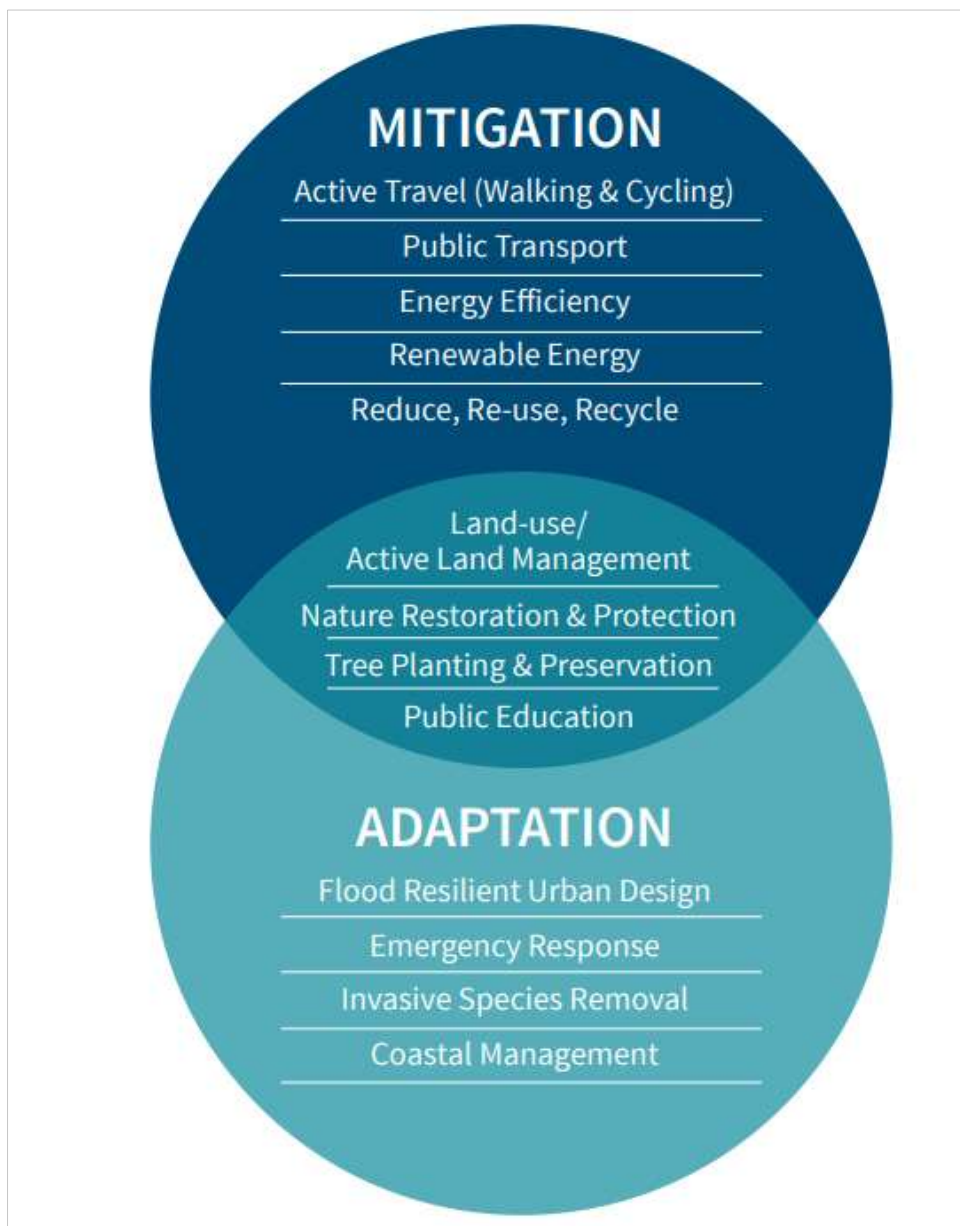 MITIGATION
Active Travel (Walking & Cycling)
Public Transport
Energy Efficiency
Renewable Energy
Reduce, Re-use, Recycle
Land-use/
Active Land Management
Nature Restoration & Protection
Tree Planting & Preservation
Public Education
ADAPTATION
Flood Resilient Urban Design
Emergency Response
Invasive Species Removal
Coastal Management